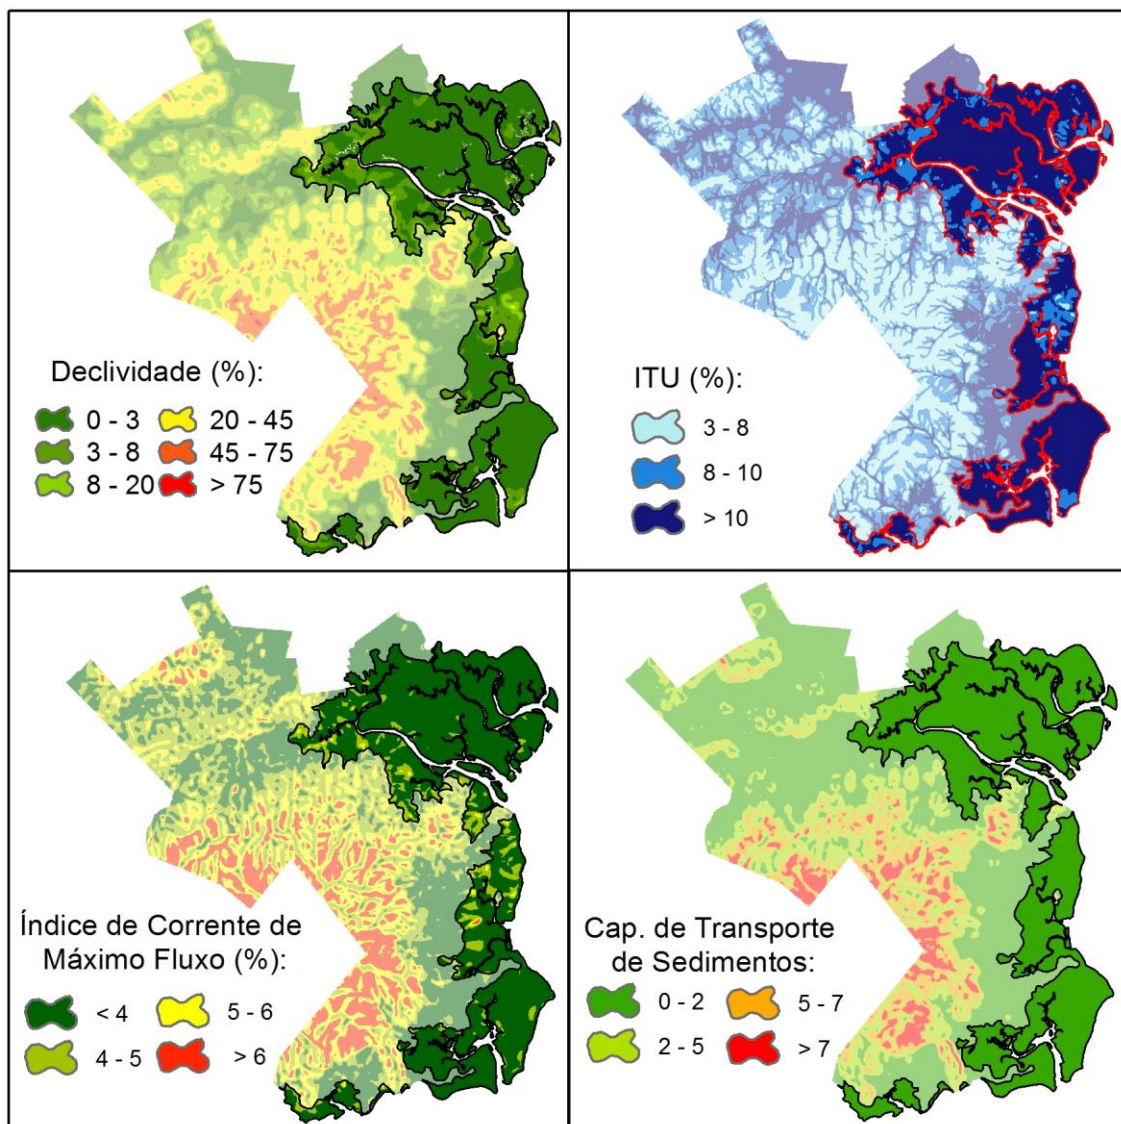 Declividade (%):
0 - 3 20 - 45
3 - 8 45 - 75
8 - 20 > 75
ITU (%):
3 - 8
8 - 10
> 10
Índice de Corrente de
Máximo Fluxo (%):
< 4 5 - 6
4 - 5 > 6
Cap. de Transporte
de Sedimentos:
0 - 2 5 - 7
2 - 5 > 7